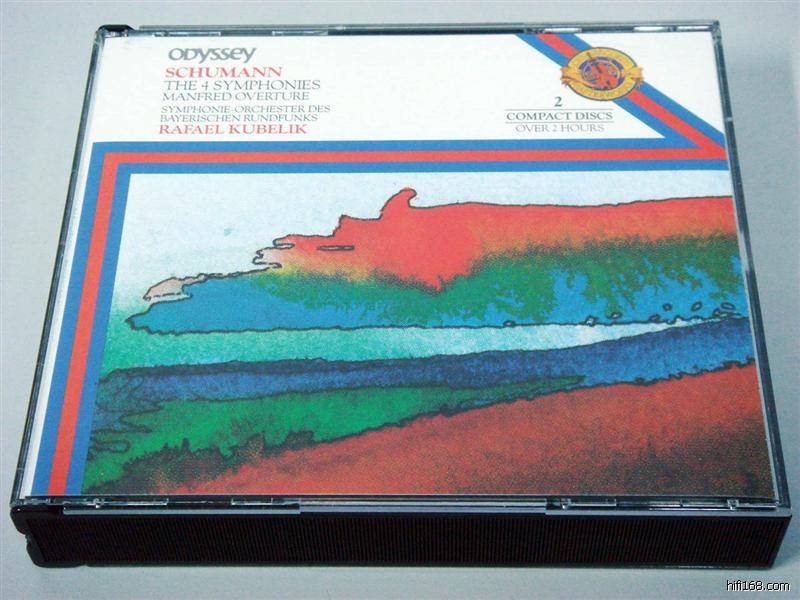 ODYSSEY
SCHUMANN
THE 4 SYMPHONIES
MANFRED OVERTURE
SYMPHONIE-ORCHESTER DES
BAYERISCHEN RUNDFUNKS
RAFAEL KUBELIK
2
COMPACT DISCS
OVER 2 HOURS
hifi168.com